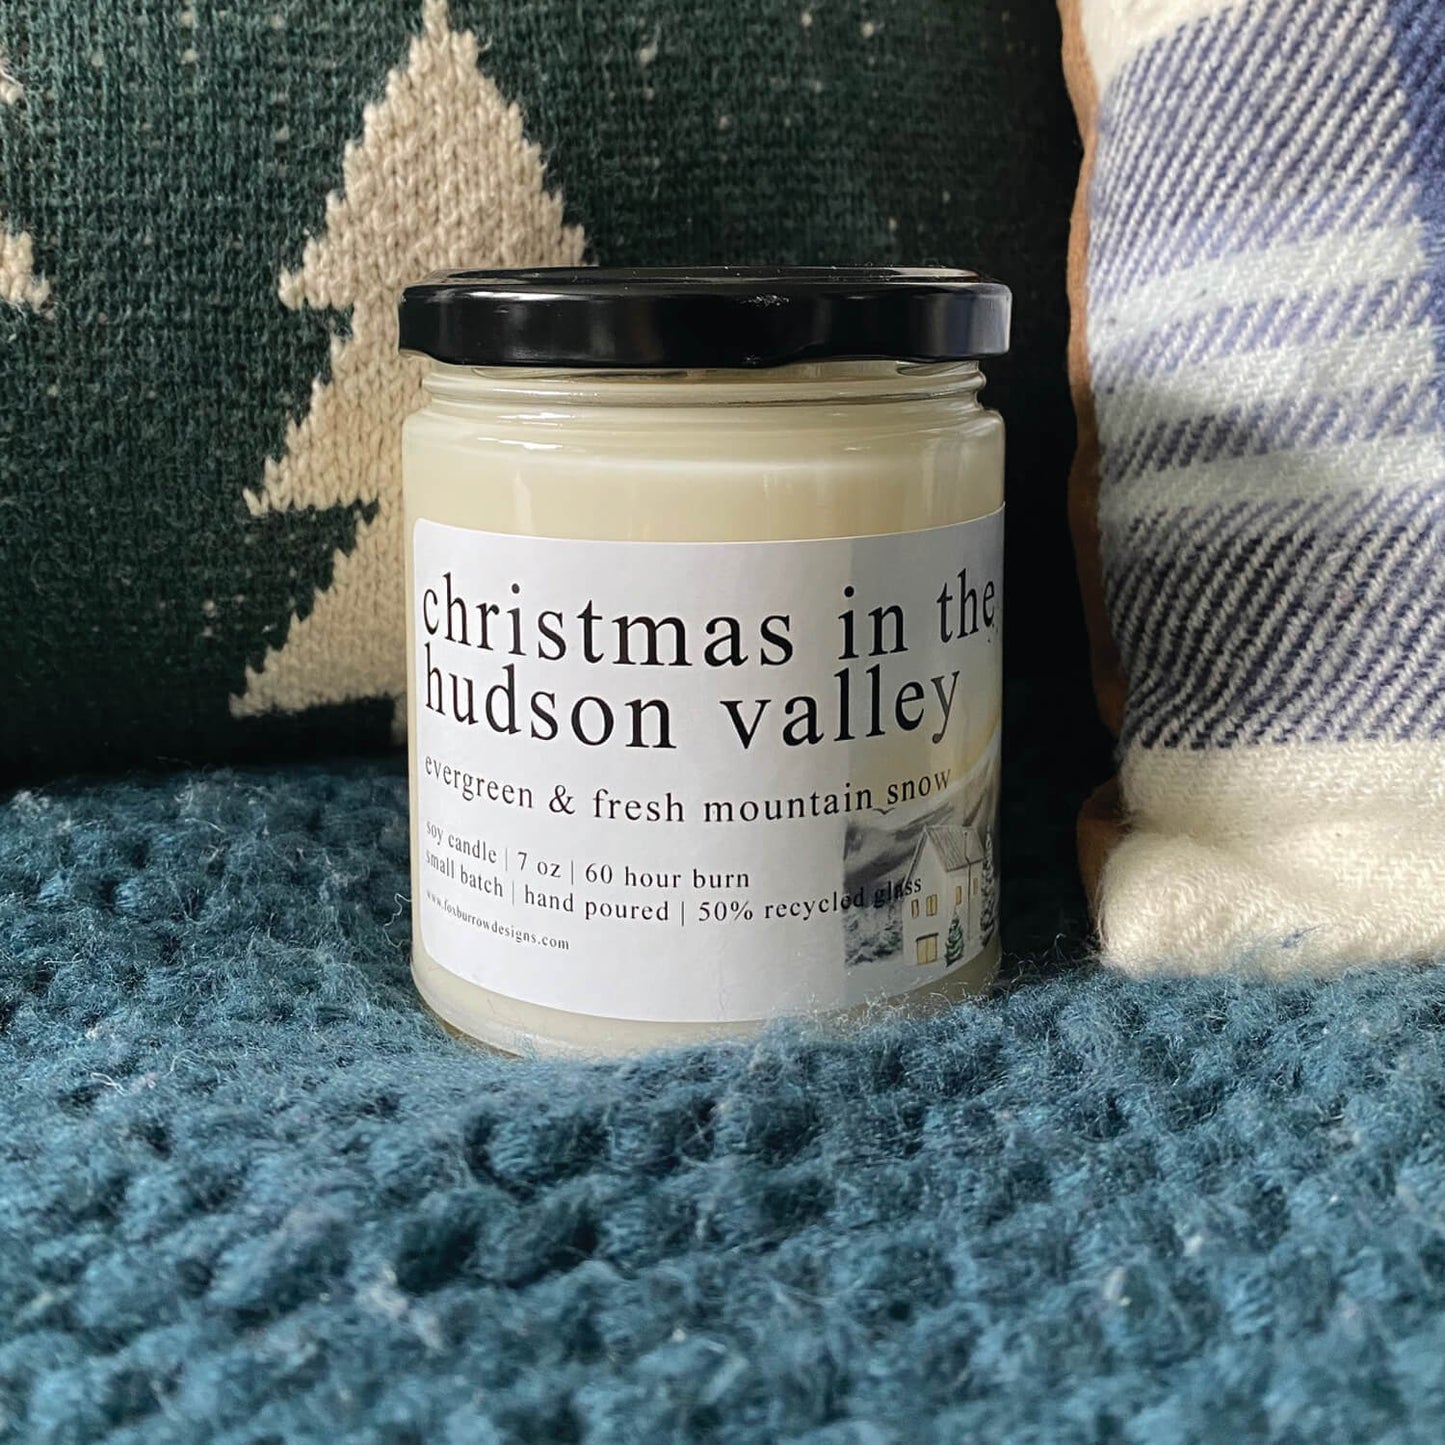 christmas in the
hudson valley
evergreen & fresh mountain snow
soy candle | 7 oz | 60 hour burn
small batch | hand poured | 50% recycled glass
www.foxburrowdesigns.com